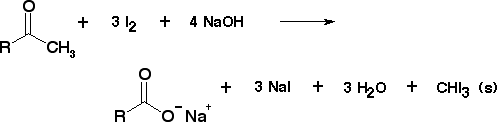 O
R CH3 + 3 I2 + 4 NaOH
O
R O− Na+ + 3 NaI + 3 H2O + CHI3 (s)